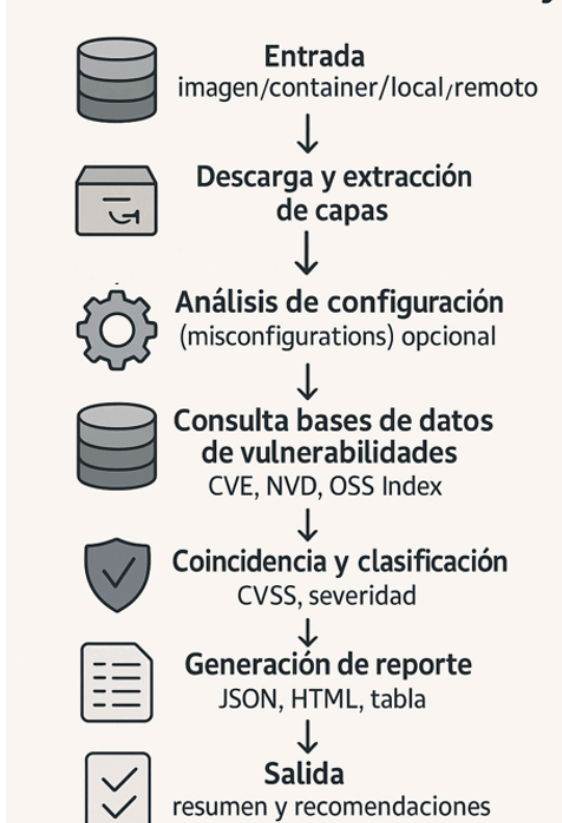 Entrada
imagen/container/local/remoto
Descarga y extracción
de capas
Análisis de configuración
(misconfigurations) opcional
Consulta bases de datos
de vulnerabilidades
CVE, NVD, OSS Index
Coincidencia y clasificación
CVSS, severidad
Generación de reporte
JSON, HTML, tabla
Salida
resumen y recomendaciones